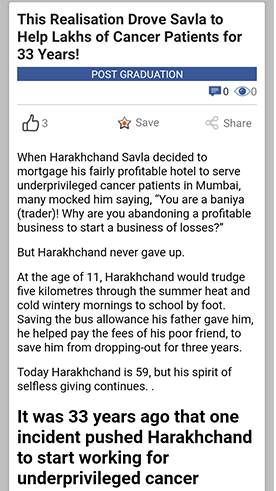 This Realisation Drove Savla to
Help Lakhs of Cancer Patients for
33 Years!
POST GRADUATION
0 0
3 Save Share
When Harakhchand Savla decided to
mortgage his fairly profitable hotel to serve
underprivileged cancer patients in Mumbai,
many mocked him saying, “You are a baniya
(trader)! Why are you abandoning a profitable
business to start a business of losses?”
But Harakhchand never gave up.
At the age of 11, Harakhchand would trudge
five kilometres through the summer heat and
cold wintery mornings to school by foot.
Saving the bus allowance his father gave him,
he helped pay the fees of his poor friend, to
save him from dropping-out for three years.
Today Harakhchand is 59, but his spirit of
selfless giving continues. .
It was 33 years ago that one
incident pushed Harakhchand
to start working for
underprivileged cancer